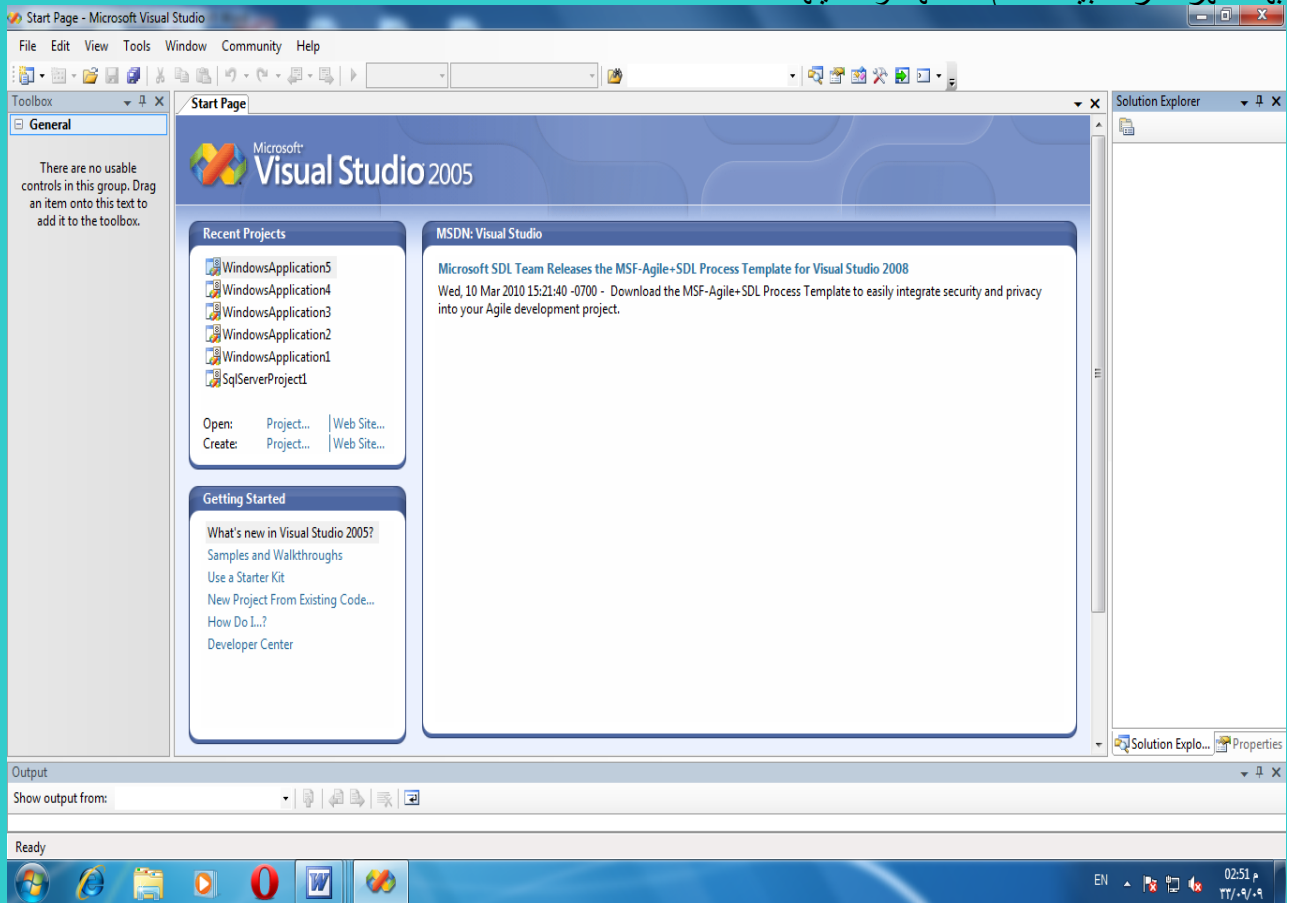 Start Page - Microsoft Visual Studio
File Edit View Tools Window Community Help
Toolbox
Start Page
Solution Explorer
General
There are no usable
controls in this group. Drag
an item onto this text to
add it to the toolbox.
Microsoft
Visual Studio 2005
Recent Projects
WindowsApplication5
WindowsApplication4
WindowsApplication3
WindowsApplication2
WindowsApplication1
SqlServerProject1
Open: Project... Web Site...
Create: Project... Web Site...
Getting Started
What's new in Visual Studio 2005?
Samples and Walkthroughs
Use a Starter Kit
New Project From Existing Code...
How Do I...?
Developer Center
MSDN: Visual Studio
Microsoft SDL Team Releases the MSF-Agile+SDL Process Template for Visual Studio 2008
Wed, 10 Mar 2010 15:21:40 -0700 - Download the MSF-Agile+SDL Process Template to easily integrate security and privacy
into your Agile development project.
Solution Explo... Properties
Output
Show output from:
Ready
EN
02:51 م
٣٣/٠٩/٠٩